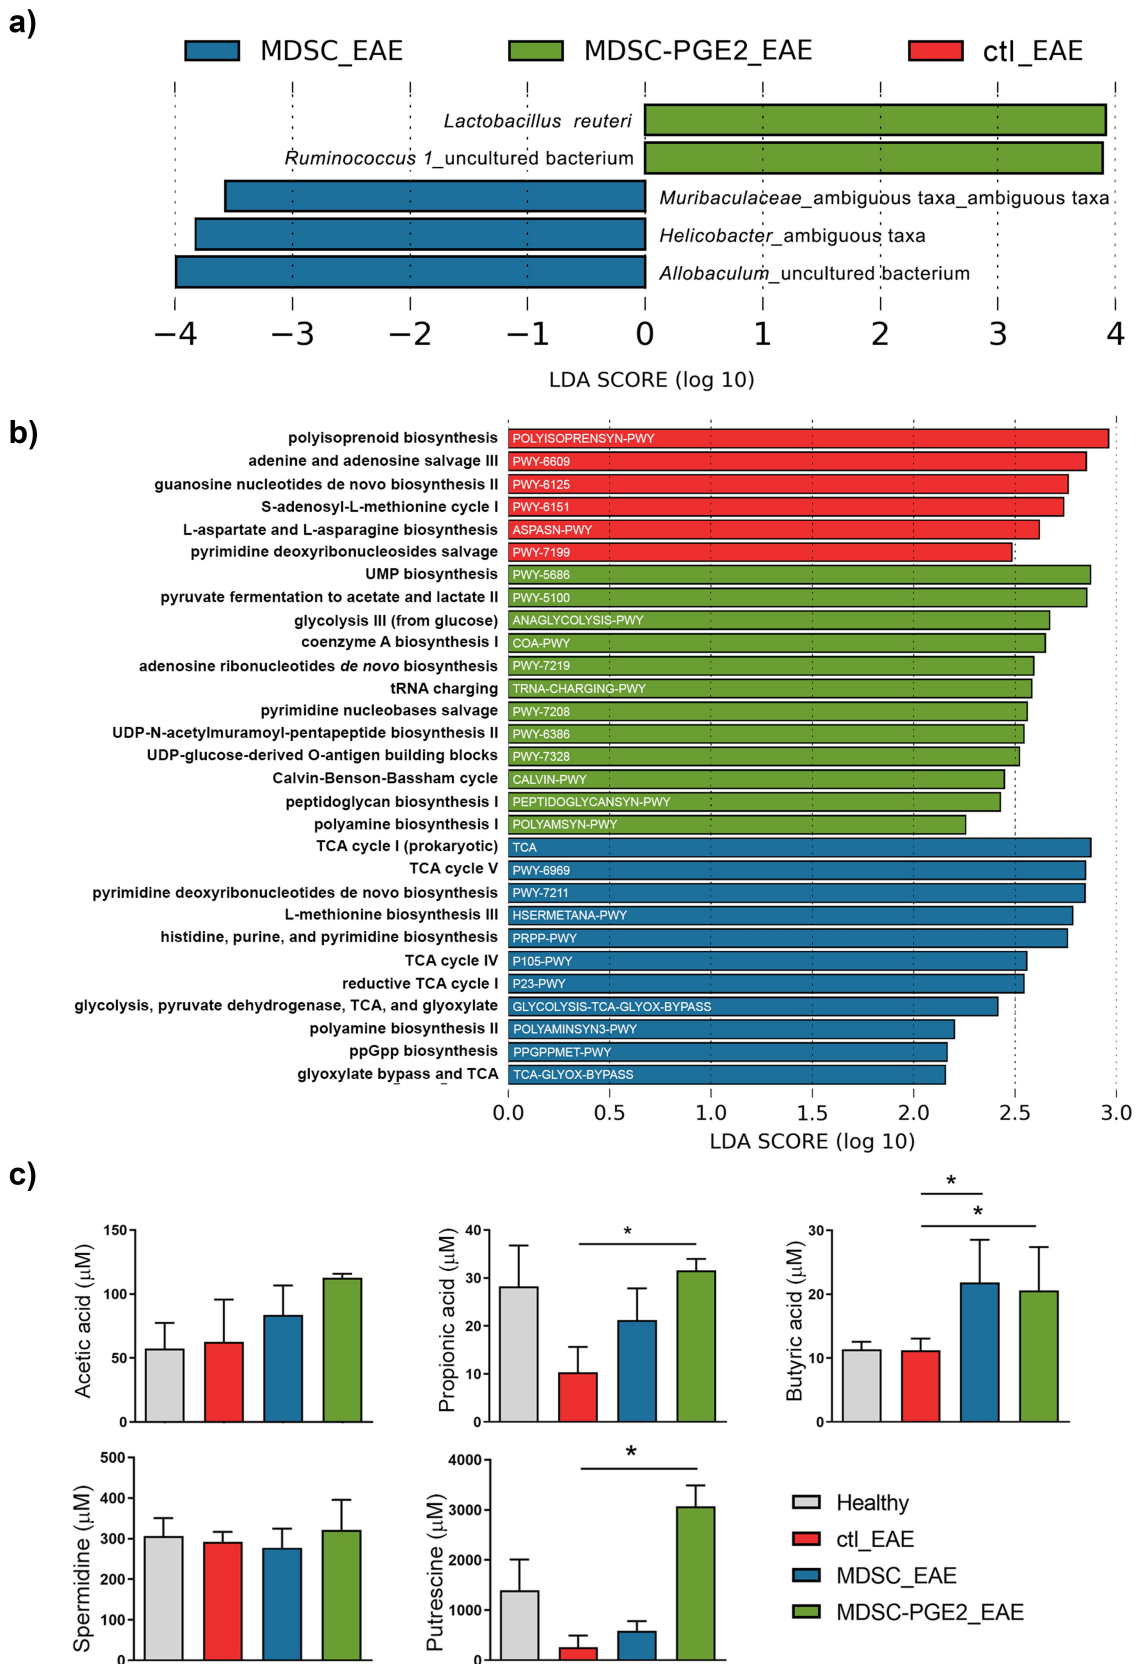 a)
MDSC_EAE MDSC-PGE2_EAE ctl_EAE
Lactobacillus reuteri
Ruminococcus 1_uncultured bacterium
Muribaculaceae_ambiguous taxa_ambiguous taxa
Helicobacter_ambiguous taxa
Allobaculum_uncultured bacterium
−4 −3 −2 −1 0 1 2 3 4
LDA SCORE (log 10)
b)
polyisoprenoid biosynthesis POLYISOPRENSYN-PWY
adenine and adenosine salvage III PWY-6609
guanosine nucleotides de novo biosynthesis II PWY-6125
S-adenosyl-L-methionine cycle I PWY-6151
L-aspartate and L-asparagine biosynthesis ASPASN-PWY
pyrimidine deoxyribonucleosides salvage PWY-7199
UMP biosynthesis PWY-5686
pyruvate fermentation to acetate and lactate II PWY-5100
glycolysis III (from glucose) ANAGLYCOLYSIS-PWY
coenzyme A biosynthesis I COA-PWY
adenosine ribonucleotides de novo biosynthesis PWY-7219
tRNA charging TRNA-CHARGING-PWY
pyrimidine nucleobases salvage PWY-7208
UDP-N-acetylmuramoyl-pentapeptide biosynthesis II PWY-6386
UDP-glucose-derived O-antigen building blocks PWY-7328
Calvin-Benson-Bassham cycle CALVIN-PWY
peptidoglycan biosynthesis I PEPTIDOGLYCANSYN-PWY
polyamine biosynthesis I POLYAMSYN-PWY
TCA cycle I (prokaryotic) TCA
TCA cycle V PWY-6969
pyrimidine deoxyribonucleotides de novo biosynthesis PWY-7211
L-methionine biosynthesis III HSERMETANA-PWY
histidine, purine, and pyrimidine biosynthesis PRPP-PWY
TCA cycle IV P105-PWY
reductive TCA cycle I P23-PWY
glycolysis, pyruvate dehydrogenase, TCA, and glyoxylate GLYCOLYSIS-TCA-GLYOX-BYPASS
polyamine biosynthesis II POLYAMINSYN3-PWY
ppGpp biosynthesis PPGPPMET-PWY
glyoxylate bypass and TCA TCA-GLYOX-BYPASS
0.0 0.5 1.0 1.5 2.0 2.5 3.0
LDA SCORE (log 10)
c)
Acetic acid (µM)
150
100
50
0
Propionic acid (µM)
40
30
20
10
0
*
Butyric acid (µM)
30
20
10
0
*
*
Spermidine (µM)
500
400
300
200
100
0
Putrescine (µM)
4000
3000
2000
1000
0
*
Healthy
ctl_EAE
MDSC_EAE
MDSC-PGE2_EAE